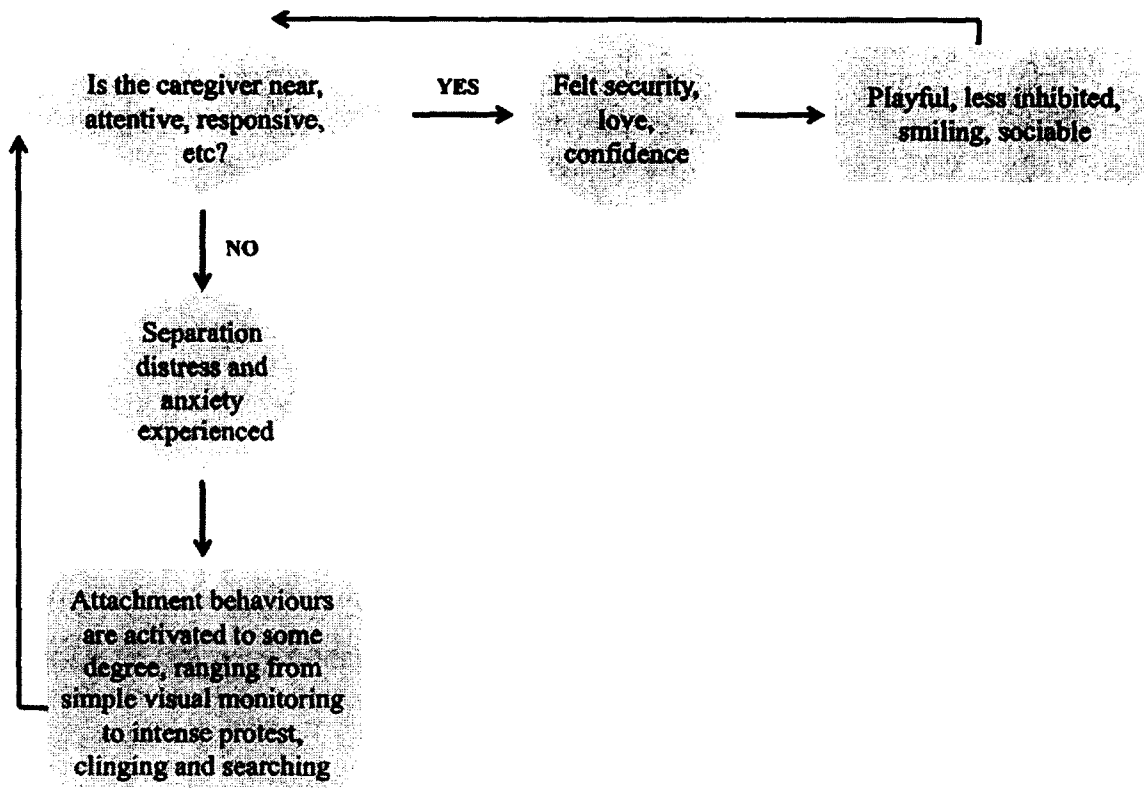 Is the caregiver near,
attentive, responsive,
etc?
YES
Felt security,
love,
confidence
Playful, less inhibited,
smiling, sociable
NO
Separation
distress and
anxiety
experienced
Attachment behaviours
are activated to some
degree, ranging from
simple visual monitoring
to intense protest,
clinging and searching